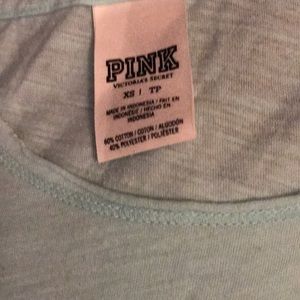 PINK
VICTORIA'S SECRET
XS / TP
MADE IN INDONESIA / FAIT EN
INDONÉSIE / HECHO EN
INDONESIA
60% COTTON / COTON / ALGODÓN
40% POLYESTER / POLIÉSTER